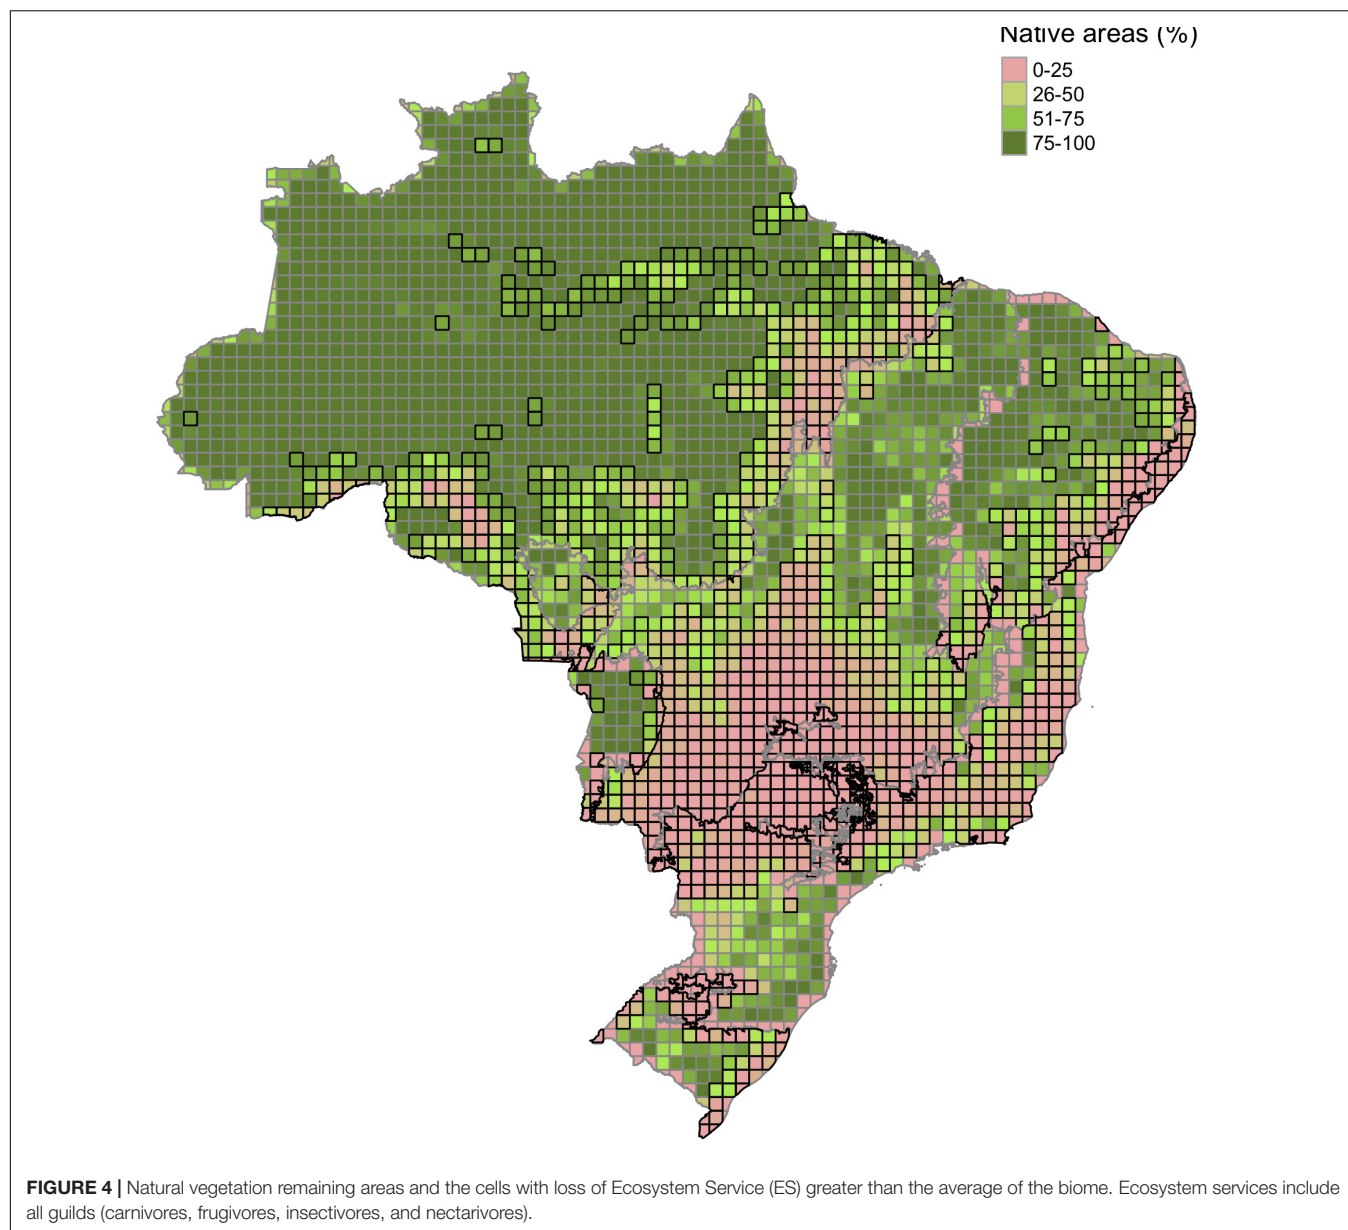 Native areas (%)
0-25
26-50
51-75
75-100
FIGURE 4 | Natural vegetation remaining areas and the cells with loss of Ecosystem Service (ES) greater than the average of the biome. Ecosystem services include
all guilds (carnivores, frugivores, insectivores, and nectarivores).